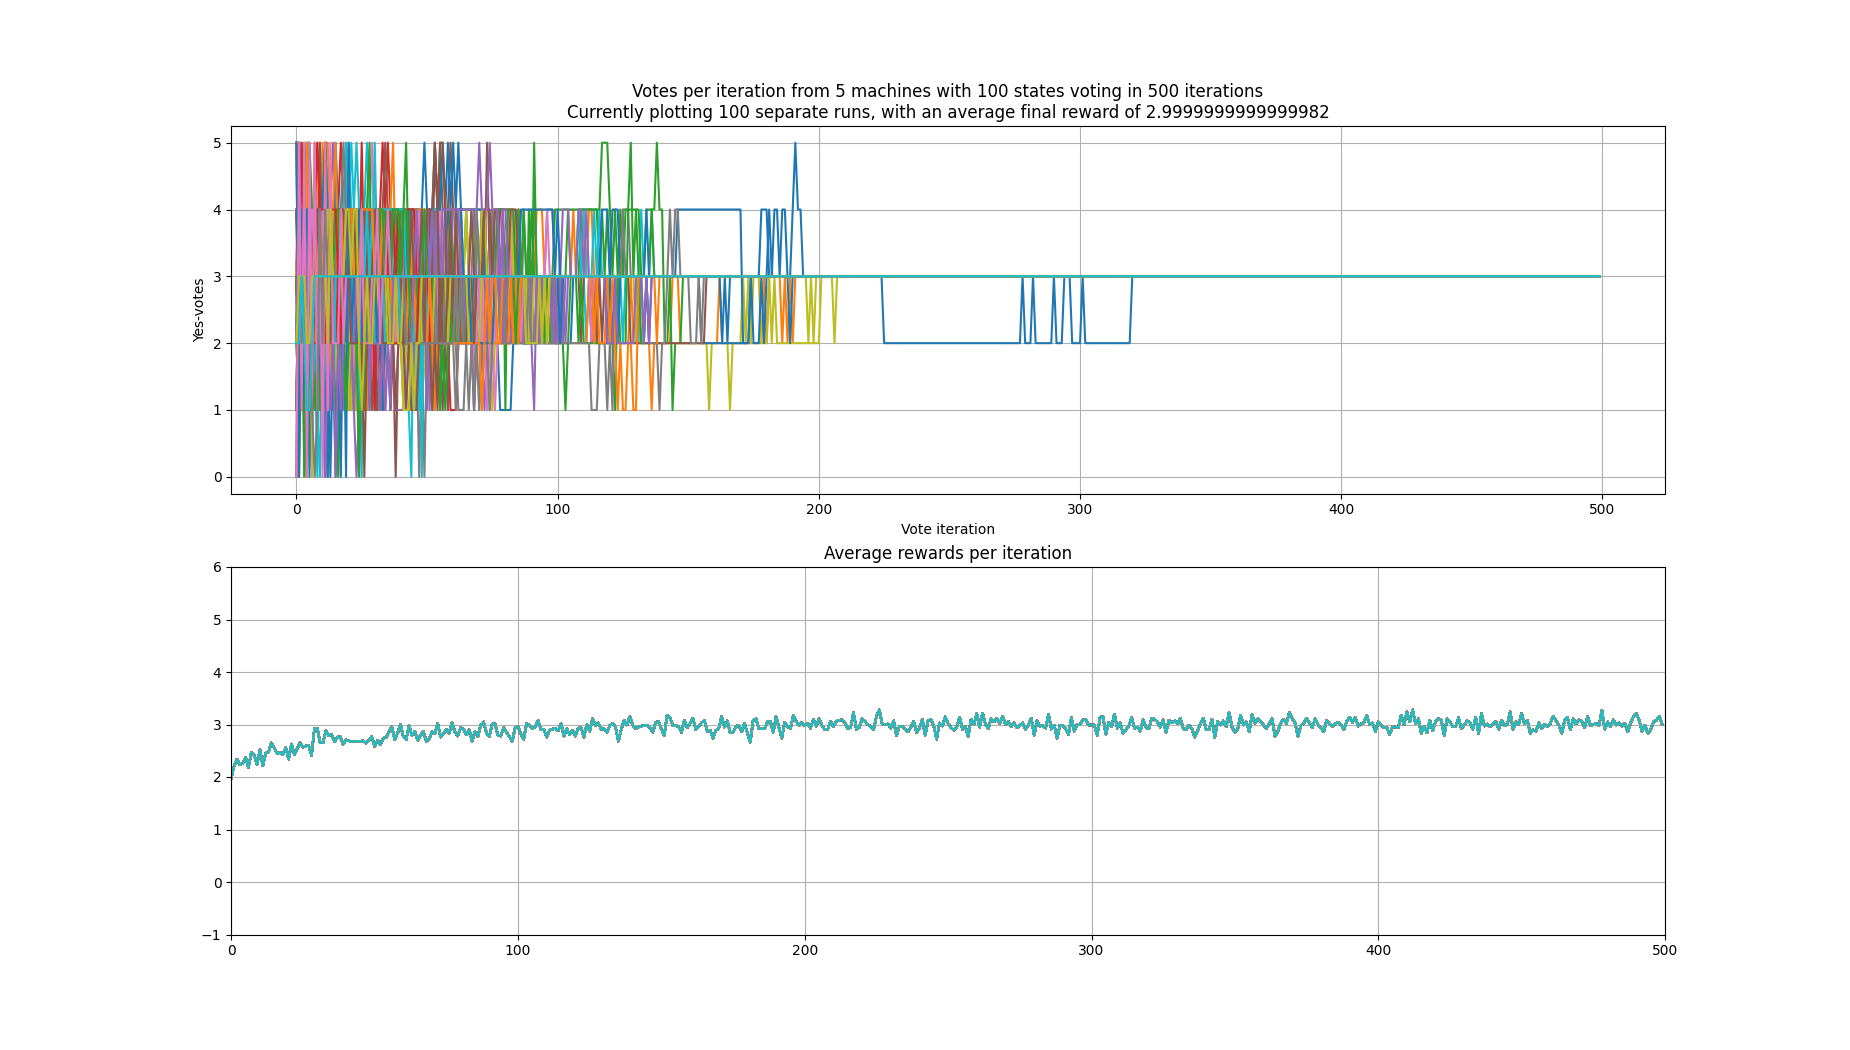 Votes per iteration from 5 machines with 100 states voting in 500 iterations
Currently plotting 100 separate runs, with an average final reward of 2.9999999999999982
5
4
3
2
1
0
Yes-votes
0 100 200 300 400 500
Vote iteration
Average rewards per iteration
6
5
4
3
2
1
0
−1
0 100 200 300 400 500